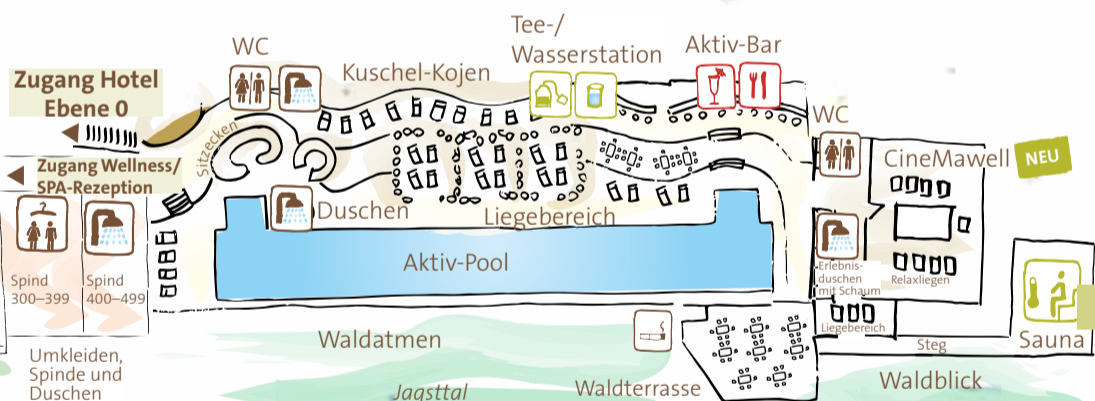 Tee-/
Wasserstation
WC
Aktiv-Bar
Kuschel-Kojen
Zugang Hotel
Ebene 0
WC
Sitzecken
CineMawell
NEU
Zugang Wellness/
SPA-Rezeption
Duschen
Liegebereich
Aktiv-Pool
Spind
300–399
Spind
400–499
Erlebnis-
duschen
mit Schaum
Relaxliegen
Liegebereich
Sauna
Steg
Waldatmen
Umkleiden,
Spinde und
Duschen
Jagsttal
Waldterrasse
Waldblick